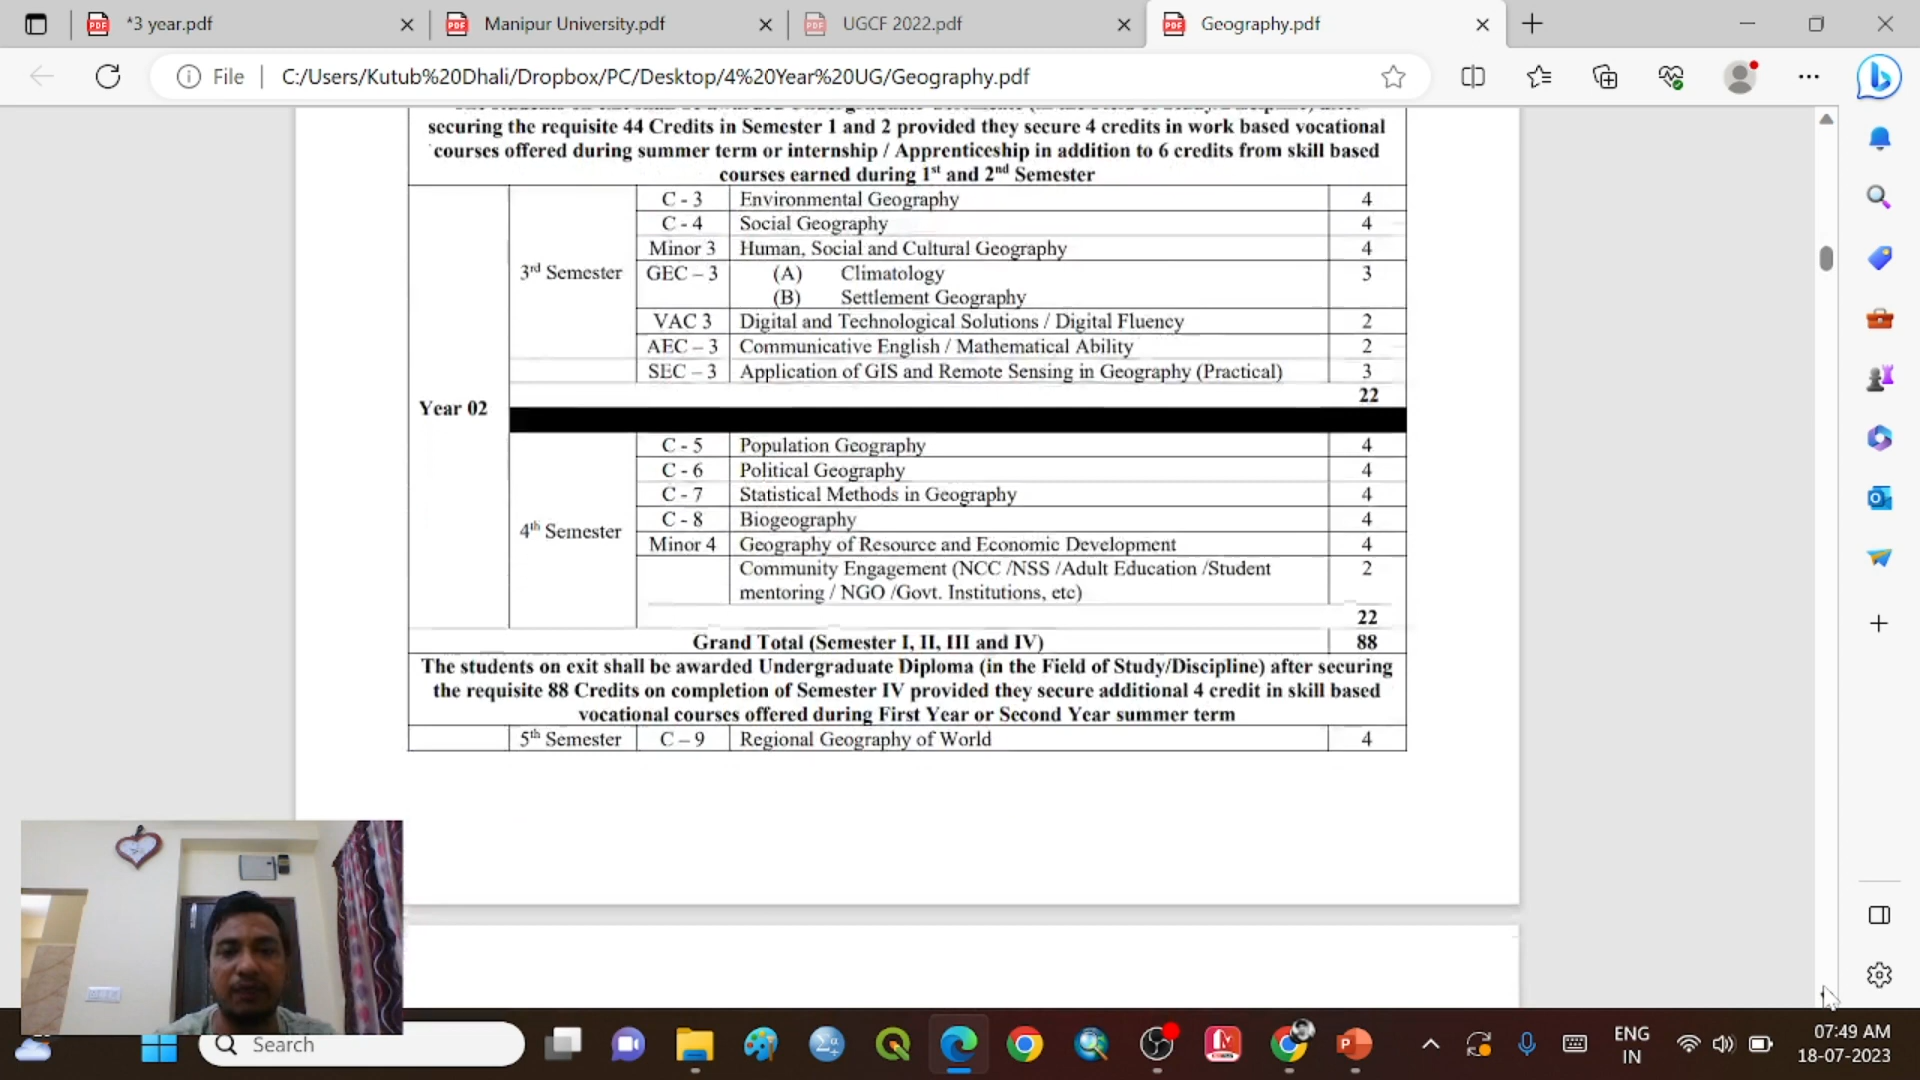 *3 year.pdf
Manipur University.pdf
UGCF 2022.pdf
Geography.pdf
File
C:/Users/Kutub%20Dhali/Dropbox/PC/Desktop/4%20Year%20UG/Geography.pdf
securing the requisite 44 Credits in Semester 1 and 2 provided they secure 4 credits in work based vocational
courses offered during summer term or internship / Apprenticeship in addition to 6 credits from skill based
courses earned during 1st and 2nd Semester
Year 02
3rd Semester
C - 3 Environmental Geography 4
C - 4 Social Geography 4
Minor 3 Human, Social and Cultural Geography 4
GEC – 3 (A) Climatology 3
(B) Settlement Geography
VAC 3 Digital and Technological Solutions / Digital Fluency 2
AEC – 3 Communicative English / Mathematical Ability 2
SEC – 3 Application of GIS and Remote Sensing in Geography (Practical) 3
22
4th Semester
C - 5 Population Geography 4
C - 6 Political Geography 4
C - 7 Statistical Methods in Geography 4
C - 8 Biogeography 4
Minor 4 Geography of Resource and Economic Development 4
Community Engagement (NCC /NSS /Adult Education /Student 2
mentoring / NGO /Govt. Institutions, etc)
22
Grand Total (Semester I, II, III and IV) 88
The students on exit shall be awarded Undergraduate Diploma (in the Field of Study/Discipline) after securing
the requisite 88 Credits on completion of Semester IV provided they secure additional 4 credit in skill based
vocational courses offered during First Year or Second Year summer term
5th Semester C – 9 Regional Geography of World 4
Search
ENG
IN
07:49 AM
18-07-2023